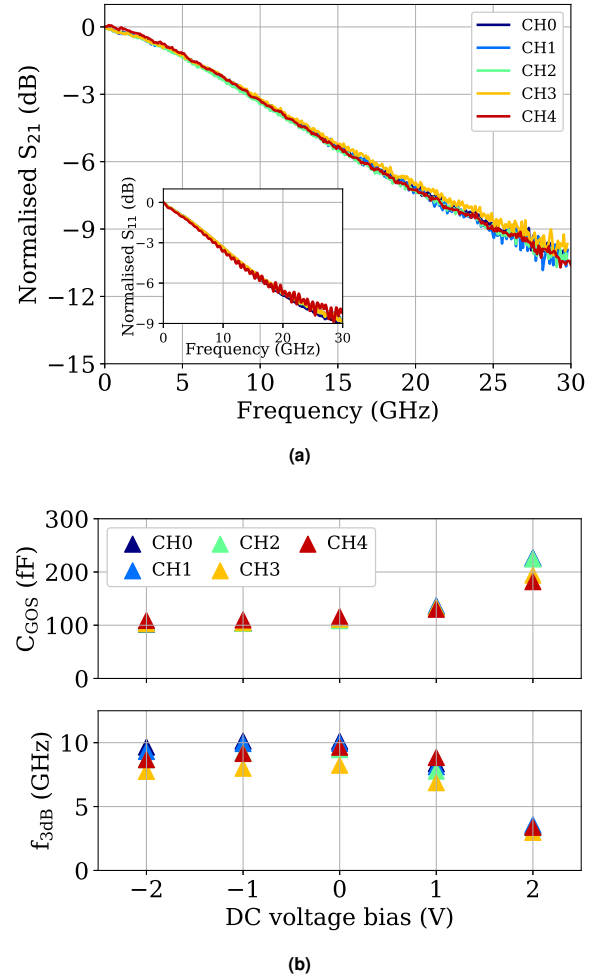 0
−3
−6
−9
−12
−15
Normalised S21 (dB)
CH0
CH1
CH2
CH3
CH4
0
−3
−6
−9
Normalised S11 (dB)
0 10 20 30
Frequency (GHz)
0 5 10 15 20 25 30
Frequency (GHz)
(a)
300
200
100
0
CGOS (fF)
CH0 CH2 CH4
CH1 CH3
10
5
0
f3dB (GHz)
−2 −1 0 1 2
DC voltage bias (V)
(b)